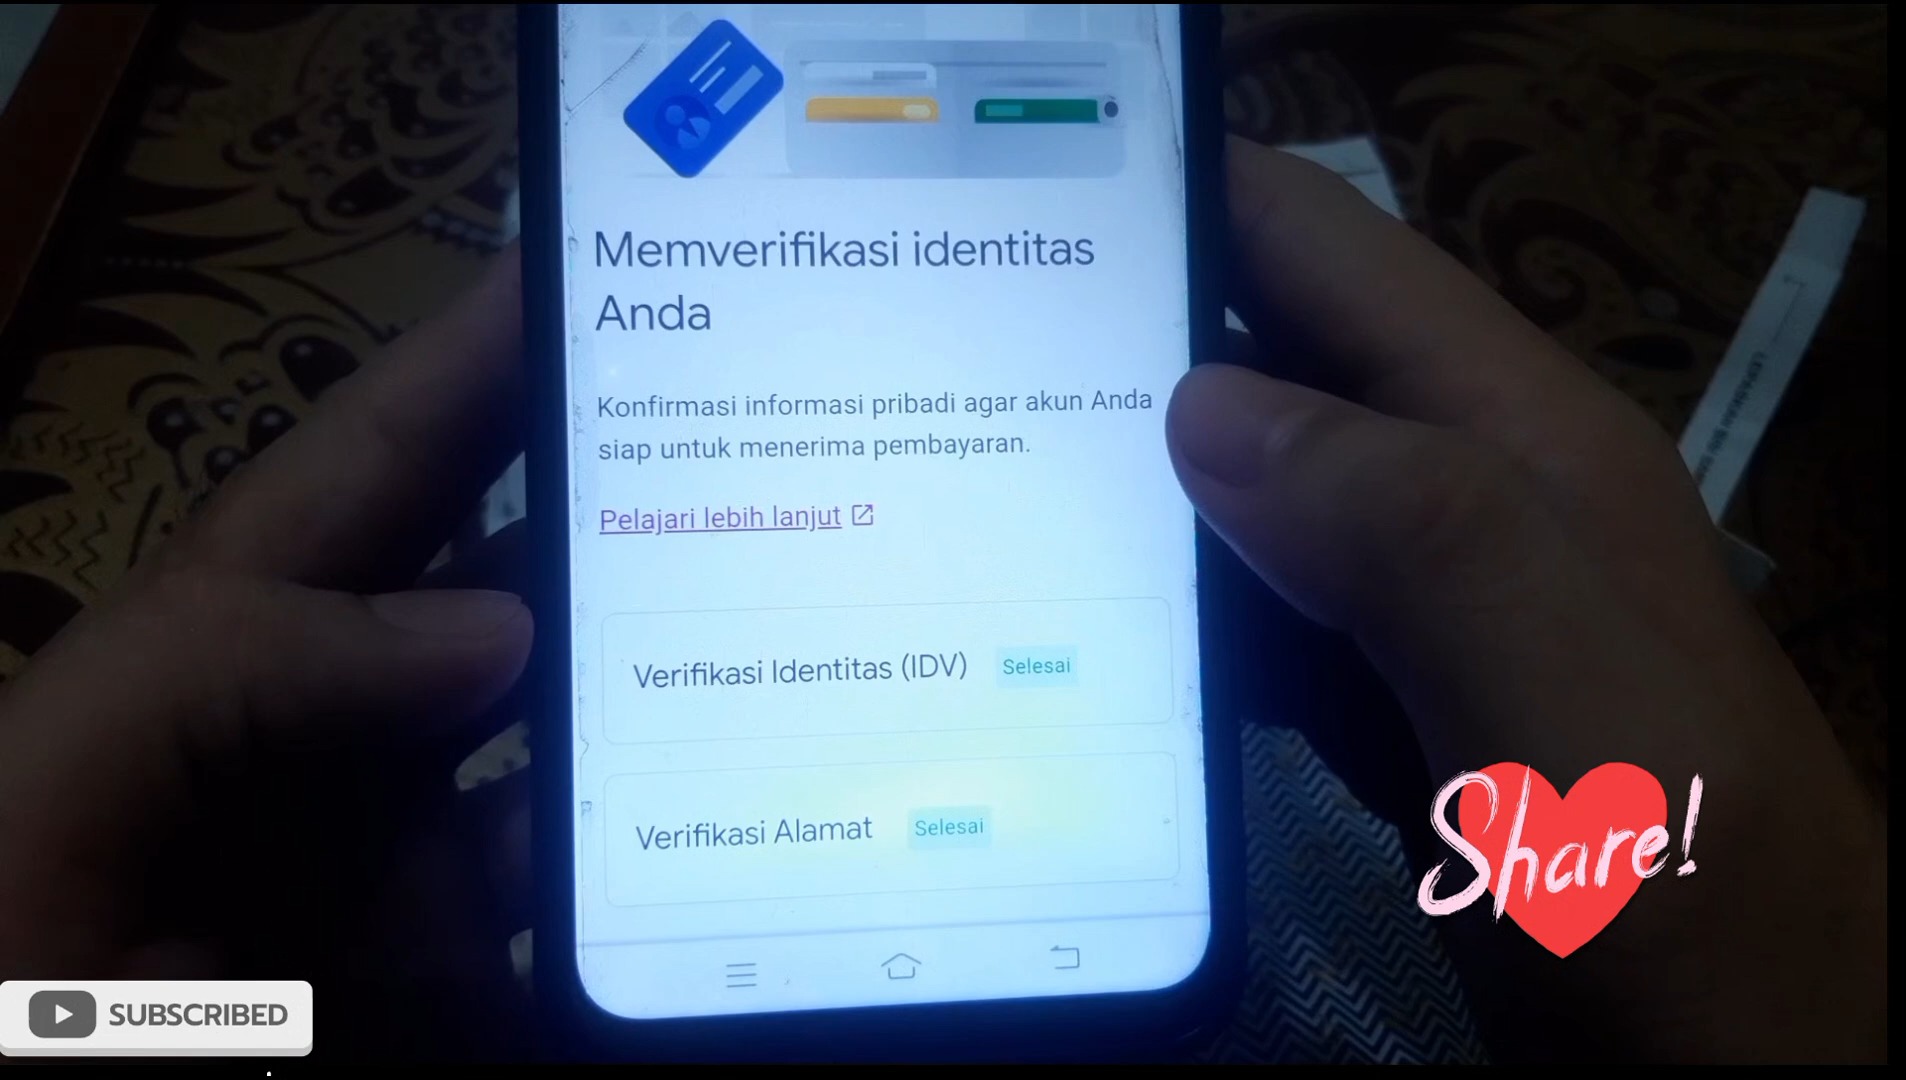 Memverifikasi identitas
Anda
Konfirmasi informasi pribadi agar akun Anda
siap untuk menerima pembayaran.
Pelajari lebih lanjut
Verifikasi Identitas (IDV) Selesai
Verifikasi Alamat Selesai
Share!
SUBSCRIBED